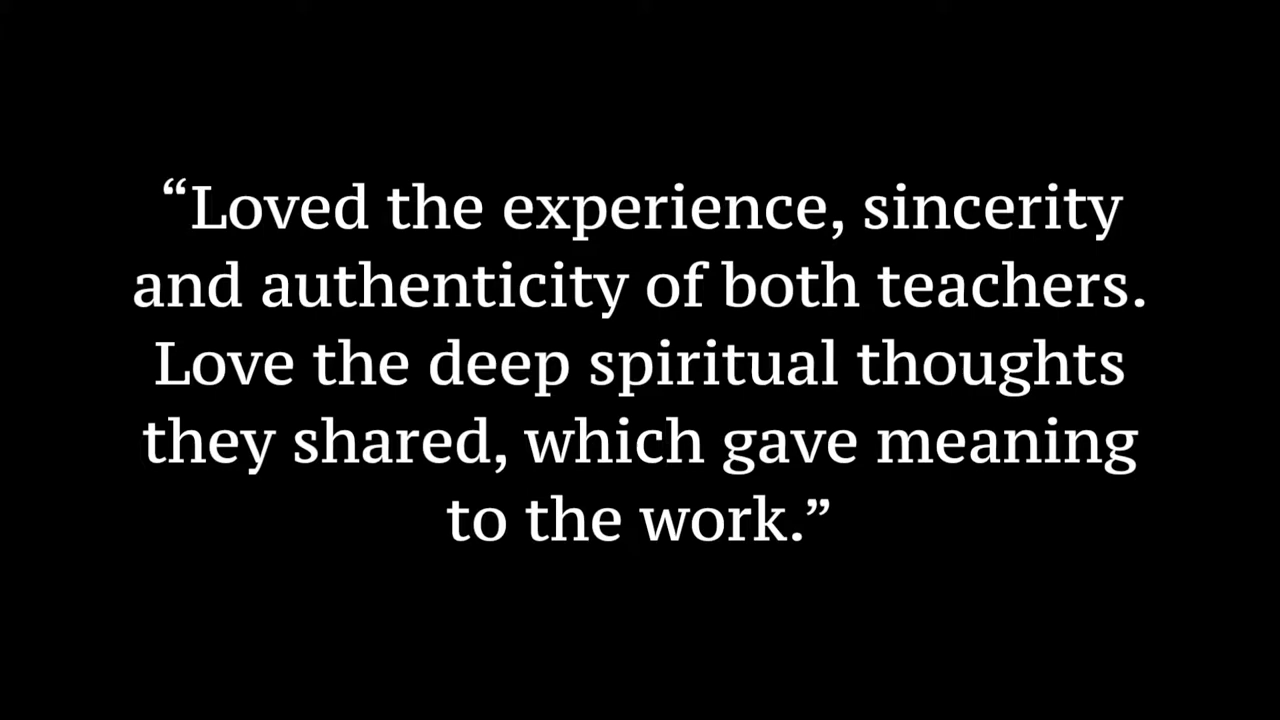 “Loved the experience, sincerity
and authenticity of both teachers.
Love the deep spiritual thoughts
they shared, which gave meaning
to the work.”